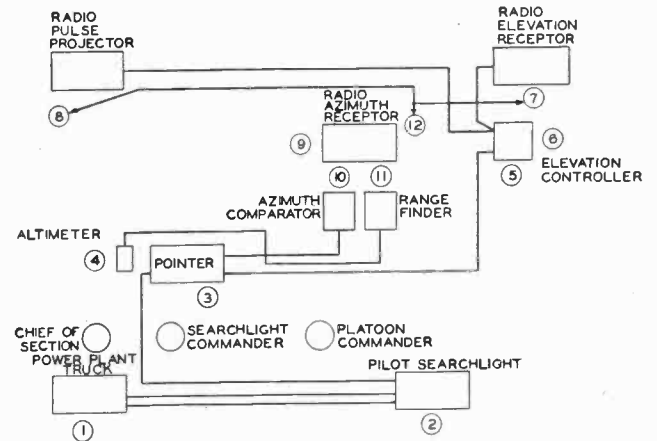 RADIO
PULSE
PROJECTOR
RADIO
ELEVATION
RECEPTOR
8
RADIO
AZIMUTH
RECEPTOR
12
7
9
6
5
ELEVATION
CONTROLLER
10
11
AZIMUTH
COMPARATOR
RANGE
FINDER
ALTIMETER
4
POINTER
3
CHIEF OF
SECTION
SEARCHLIGHT
COMMANDER
PLATOON
COMMANDER
POWER PLANT
TRUCK
PILOT SEARCHLIGHT
1
2